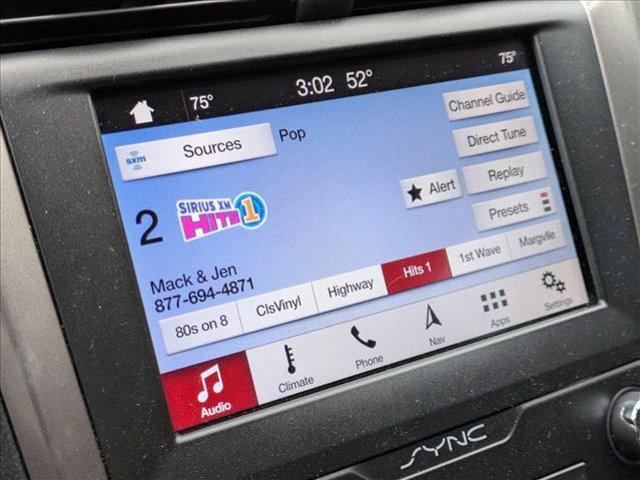 75° 3:02 52° 75°
sxm Sources Pop Channel Guide
Direct Tune
Replay
★ Alert
Presets
2 SIRIUS XM HITS 1
Mack & Jen
877-694-4871
80s on 8 ClsVinyl Highway Hits 1 1st Wave Margvlle
Audio Climate Phone Nav Apps Settings
SYNC